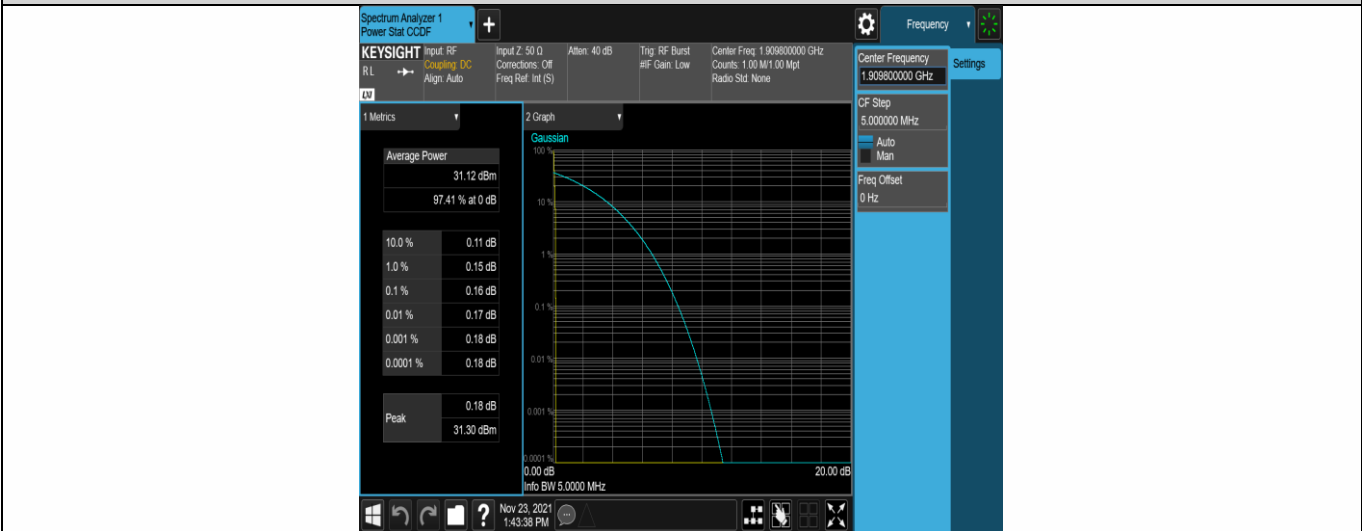 Spectrum Analyzer 1
Power Stat CCDF
+
Frequency
KEYSIGHT
RL
LXI
Input: RF
Coupling: DC
Align: Auto
Input Z: 50 Ω
Corrections: Off
Freq Ref: Int (S)
Atten: 40 dB
Trig: RF Burst
#IF Gain: Low
Center Freq: 1.909800000 GHz
Counts: 1.00 M/1.00 Mpt
Radio Std: None
Center Frequency
1.909800000 GHz
Settings
CF Step
5.000000 MHz
Auto
Man
Freq Offset
0 Hz
1 Metrics
Average Power
31.12 dBm
97.41 % at 0 dB
10.0 % 0.11 dB
1.0 % 0.15 dB
0.1 % 0.16 dB
0.01 % 0.17 dB
0.001 % 0.18 dB
0.0001 % 0.18 dB
Peak 0.18 dB
31.30 dBm
2 Graph
Gaussian
100 %
10 %
1 %
0.1 %
0.01 %
0.001 %
0.0001 %
0.00 dB 20.00 dB
Info BW 5.0000 MHz
?
Nov 23, 2021
1:43:38 PM